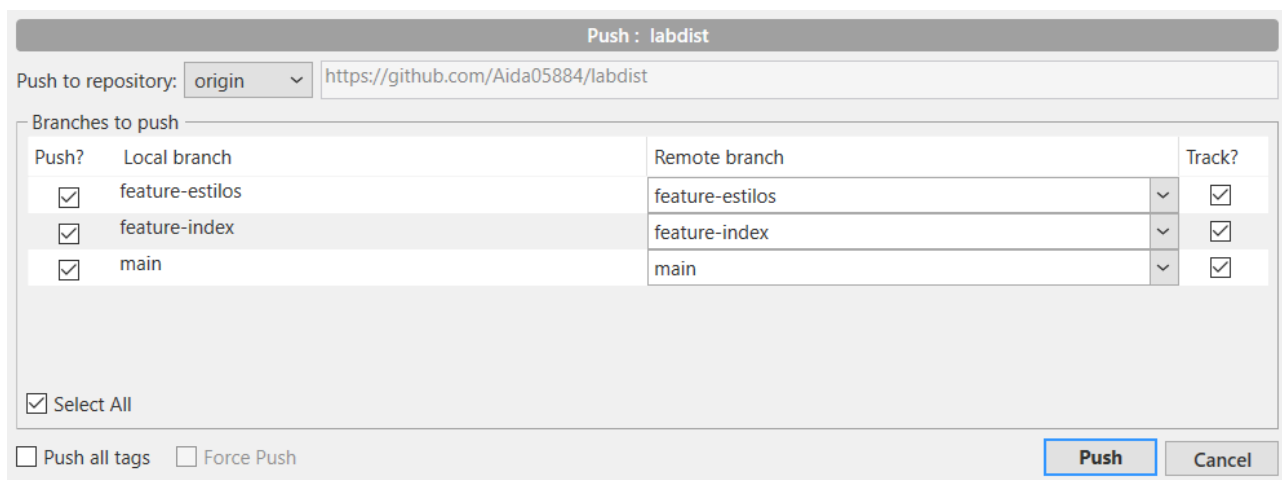 Push : labdist
Push to repository: origin https://github.com/Aida05884/labdist
Branches to push
Push? Local branch Remote branch Track?
feature-estilos feature-estilos
feature-index feature-index
main main
Select All
Push all tags Force Push Push Cancel